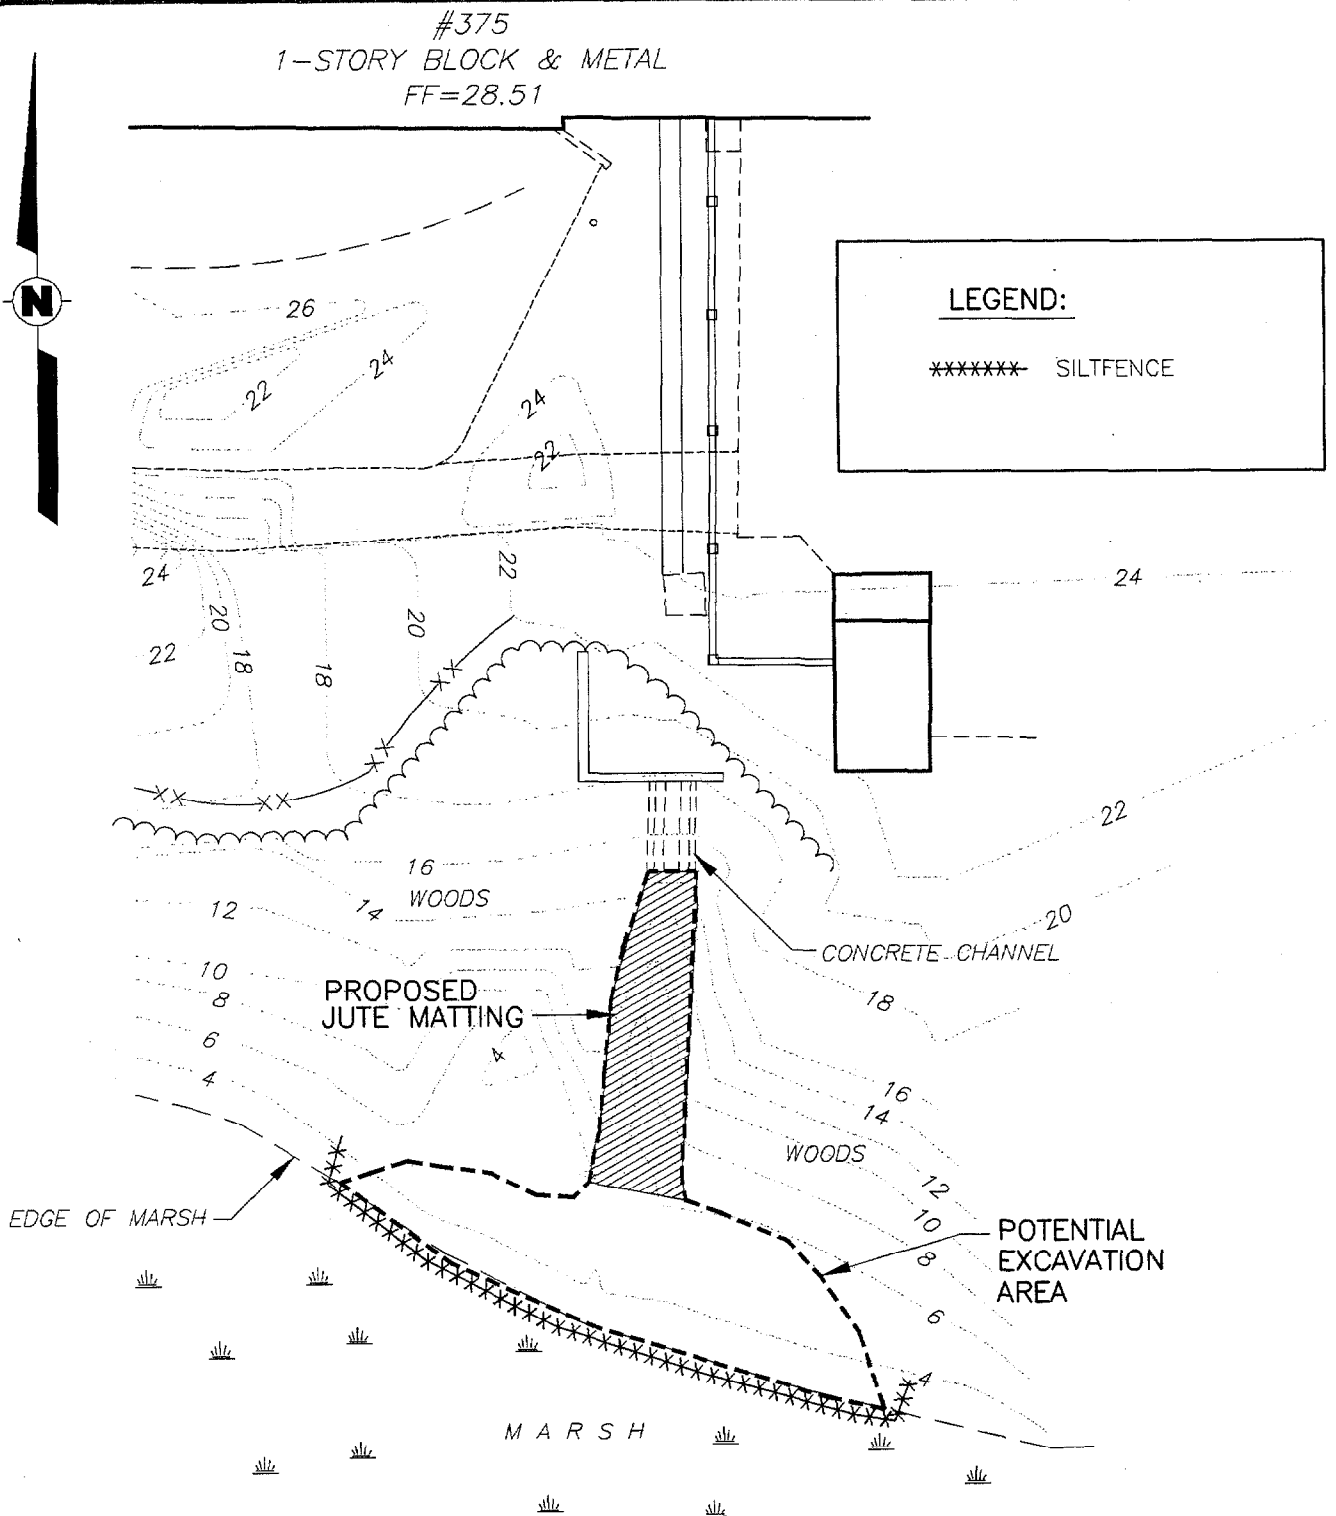 #375
1-STORY BLOCK & METAL
FF=28.51
N
LEGEND:
SILTFENCE
26
24
22
24
22
24
22
20
18
18
20
22
24
22
20
18
16
WOODS
14
12
10
8
6
4
4
CONCRETE CHANNEL
PROPOSED
JUTE MATTING
16
14
WOODS
12
10
8
6
4
EDGE OF MARSH
POTENTIAL
EXCAVATION
AREA
MARSH